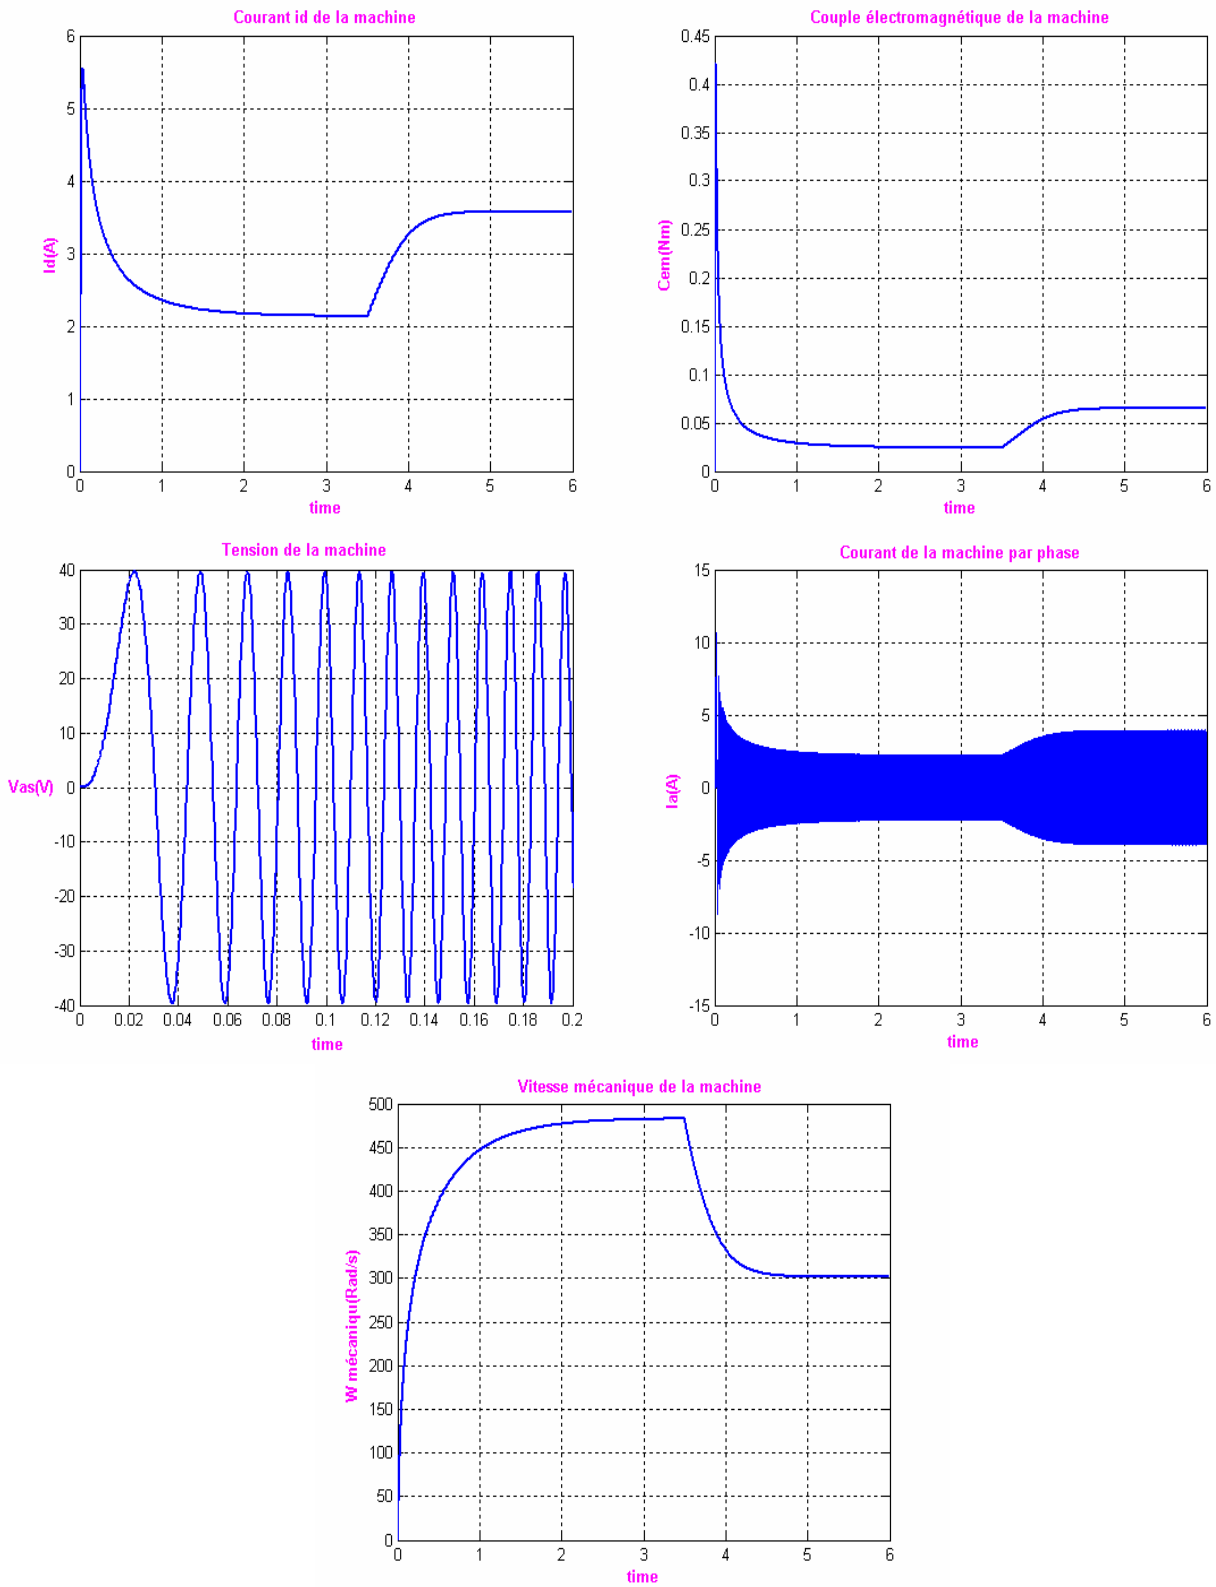 Courant id de la machine
6
5
4
3
2
1
0
Id(A)
0 1 2 3 4 5 6
time
Couple électromagnétique de la machine
0.45
0.4
0.35
0.3
0.25
0.2
0.15
0.1
0.05
0
Cem(Nm)
0 1 2 3 4 5 6
time
Tension de la machine
40
30
20
10
0
-10
-20
-30
-40
Vas(V)
0 0.02 0.04 0.06 0.08 0.1 0.12 0.14 0.16 0.18 0.2
time
Courant de la machine par phase
15
10
5
0
-5
-10
-15
Ia(A)
0 1 2 3 4 5 6
time
Vitesse mécanique de la machine
500
450
400
350
300
250
200
150
100
50
0
W mécaniqu(Rad/s)
0 1 2 3 4 5 6
time